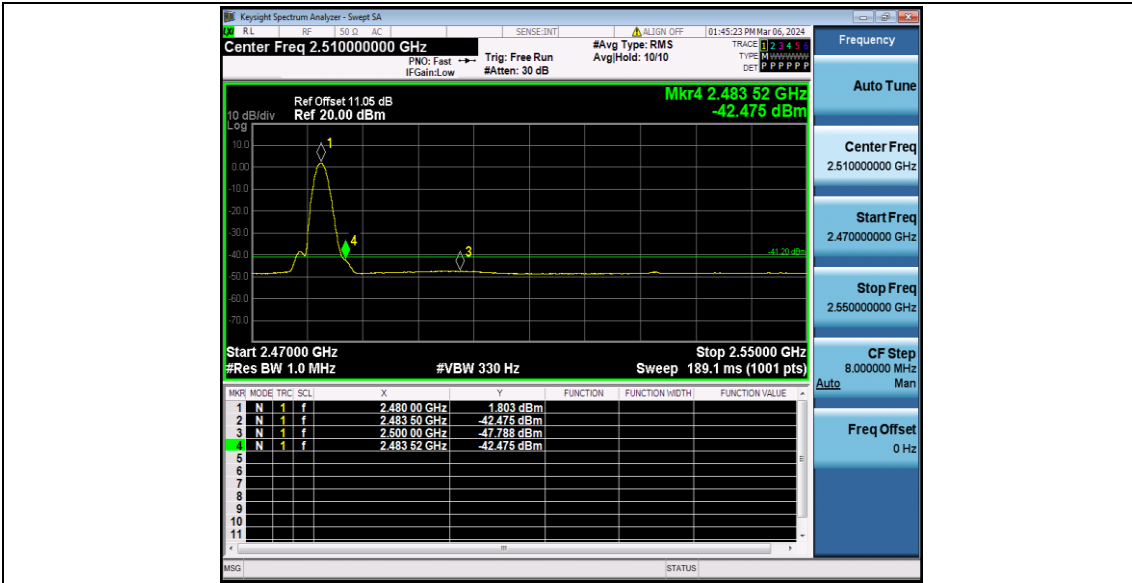 Keysight Spectrum Analyzer - Swept SA
RL RF 50 Ω AC SENSE:INT ALIGN OFF 01:45:23 PM Mar 06, 2024
Center Freq 2.510000000 GHz #Avg Type: RMS TRACE 1 2 3 4 5 6
PNO: Fast Trig: Free Run Avg|Hold: 10/10 TYPE M WWWWW
IFGain:Low #Atten: 30 dB DET P P P P P P
Mkr4 2.483 52 GHz
-42.475 dBm
Ref Offset 11.05 dB
10 dB/div Ref 20.00 dBm
Log
10.0
0.00
-10.0
-20.0
-30.0
-40.0
-50.0
-60.0
-70.0
1
4
3
-41.20 dBm
Start 2.47000 GHz Stop 2.55000 GHz
#Res BW 1.0 MHz #VBW 330 Hz Sweep 189.1 ms (1001 pts)
MKR MODE TRC SCL X Y FUNCTION FUNCTION WIDTH FUNCTION VALUE
1 N 1 f 2.480 00 GHz 1.803 dBm
2 N 1 f 2.483 50 GHz -42.475 dBm
3 N 1 f 2.500 00 GHz -47.788 dBm
4 N 1 f 2.483 52 GHz -42.475 dBm
5
6
7
8
9
10
11
MSG STATUS
Frequency
Auto Tune
Center Freq
2.510000000 GHz
Start Freq
2.470000000 GHz
Stop Freq
2.550000000 GHz
CF Step
8.000000 MHz
Auto Man
Freq Offset
0 Hz